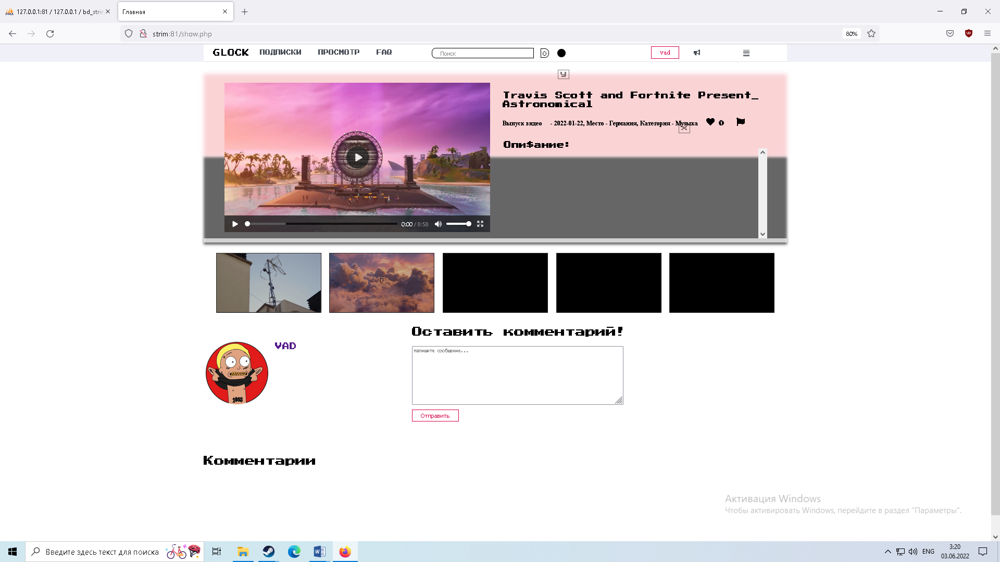 127.0.0.1:81 / 127.0.0.1 / bd_strin
Главная
strim:81/show.php
80%
GLOCK
ПОДПИСКИ
ПРОСМОТР
FAQ
Поиск
vad
Travis Scott and Fortnite Present_
Astronomical
Выпуск видео - 2022-01-22, Место - Германия, Категория - Музыка
0
Опи$ание:
0:00 / 8:58
Оставить комментарий!
VAD
Напишите сообщение...
Отправить
Комментарии
Активация Windows
Чтобы активировать Windows, перейдите в раздел "Параметры".
Введите здесь текст для поиска
ENG
3:20
03.06.2022